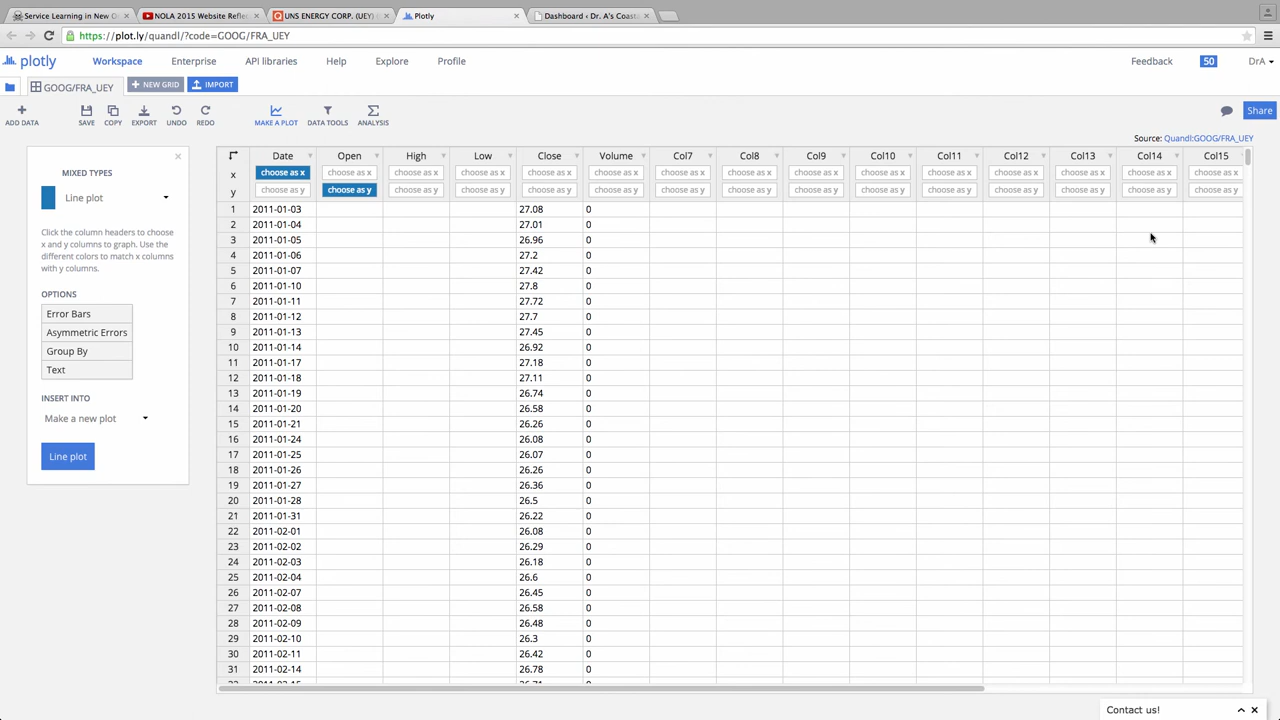 Service Learning in New O
NOLA 2015 Website Refle
UNS ENERGY CORP. (UEY)
Plotly
Dashboard ‹ Dr. A's Coast
https://plot.ly/quandl/?code=GOOG/FRA_UEY
plotly
Workspace
Enterprise
API libraries
Help
Explore
Profile
Feedback
50
DrA
GOOG/FRA_UEY
NEW GRID
IMPORT
ADD DATA
SAVE
COPY
EXPORT
UNDO
REDO
MAKE A PLOT
DATA TOOLS
ANALYSIS
Share
Source: Quandl:GOOG/FRA_UEY
MIXED TYPES
Line plot
Click the column headers to choose
x and y columns to graph. Use the
different colors to match x columns
with y columns.
OPTIONS
Error Bars
Asymmetric Errors
Group By
Text
INSERT INTO
Make a new plot
Line plot
Date Open High Low Close Volume Col7 Col8 Col9 Col10 Col11 Col12 Col13 Col14 Col15
x choose as x choose as x choose as x choose as x choose as x choose as x choose as x choose as x choose as x choose as x choose as x choose as x choose as x choose as x choose as x
y choose as y choose as y choose as y choose as y choose as y choose as y choose as y choose as y choose as y choose as y choose as y choose as y choose as y choose as y choose as y
1 2011-01-03 27.08 0
2 2011-01-04 27.01 0
3 2011-01-05 26.96 0
4 2011-01-06 27.2 0
5 2011-01-07 27.42 0
6 2011-01-10 27.8 0
7 2011-01-11 27.72 0
8 2011-01-12 27.7 0
9 2011-01-13 27.45 0
10 2011-01-14 26.92 0
11 2011-01-17 27.18 0
12 2011-01-18 27.11 0
13 2011-01-19 26.74 0
14 2011-01-20 26.58 0
15 2011-01-21 26.26 0
16 2011-01-24 26.08 0
17 2011-01-25 26.07 0
18 2011-01-26 26.26 0
19 2011-01-27 26.36 0
20 2011-01-28 26.5 0
21 2011-01-31 26.22 0
22 2011-02-01 26.08 0
23 2011-02-02 26.29 0
24 2011-02-03 26.18 0
25 2011-02-04 26.6 0
26 2011-02-07 26.45 0
27 2011-02-08 26.58 0
28 2011-02-09 26.48 0
29 2011-02-10 26.3 0
30 2011-02-11 26.42 0
31 2011-02-14 26.78 0
Contact us!